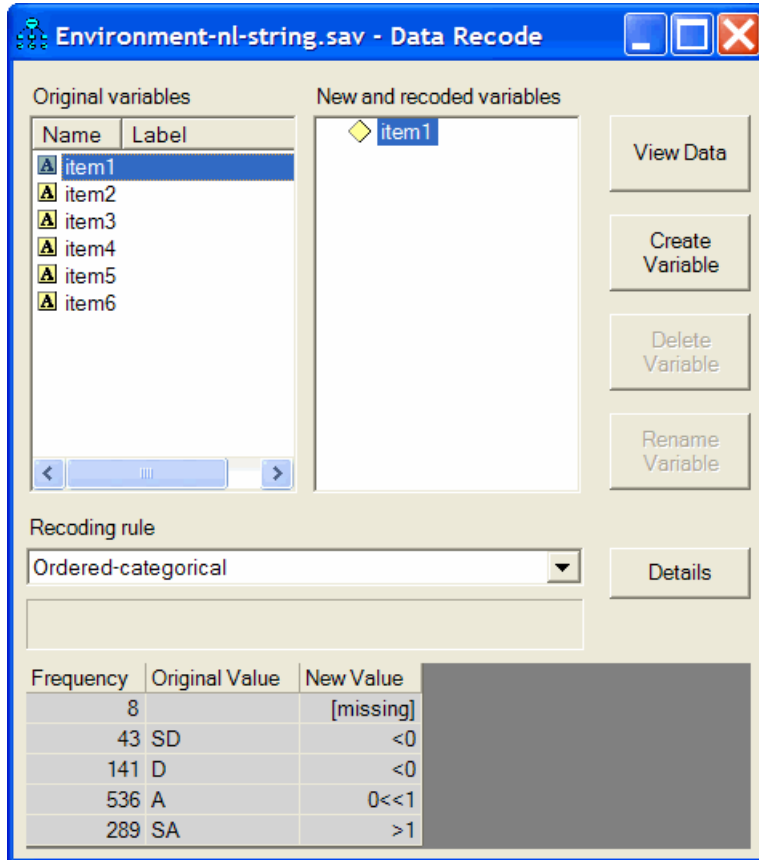 Environment-nl-string.sav - Data Recode
Original variables
New and recoded variables
Name Label
item1
item2
item3
item4
item5
item6
item1
View Data
Create
Variable
Delete
Variable
Rename
Variable
Recoding rule
Ordered-categorical
Details
Frequency Original Value New Value
8 [missing]
43 SD <0
141 D <0
536 A 0<<1
289 SA >1